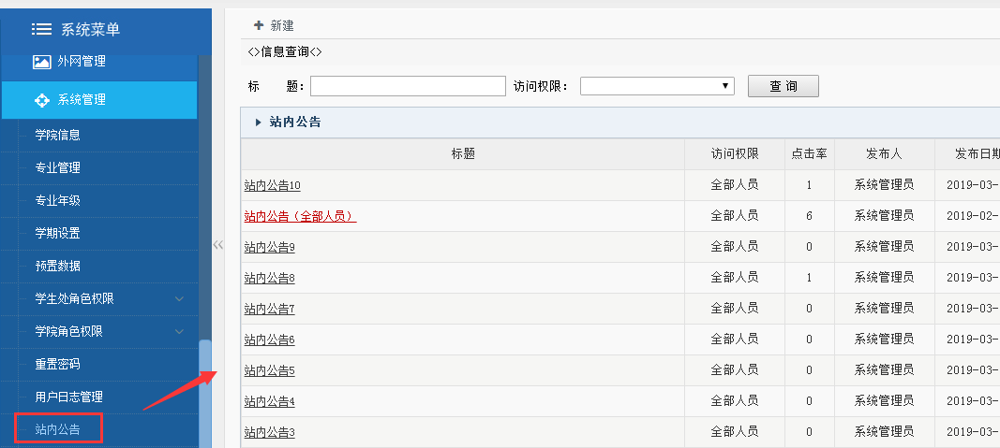 系统菜单
外网管理
系统管理
学院信息
专业管理
专业年级
学期设置
预置数据
学生处角色权限
学院角色权限
重置密码
用户日志管理
站内公告
新建
<>信息查询<>
标 题: 访问权限: 查 询
站内公告
标题 访问权限 点击率 发布人 发布日期
站内公告10 全部人员 1 系统管理员 2019-03-
站内公告（全部人员） 全部人员 6 系统管理员 2019-02-
站内公告9 全部人员 0 系统管理员 2019-03-
站内公告8 全部人员 1 系统管理员 2019-03-
站内公告7 全部人员 0 系统管理员 2019-03-
站内公告6 全部人员 0 系统管理员 2019-03-
站内公告5 全部人员 0 系统管理员 2019-03-
站内公告4 全部人员 0 系统管理员 2019-03-
站内公告3 全部人员 0 系统管理员 2019-03-